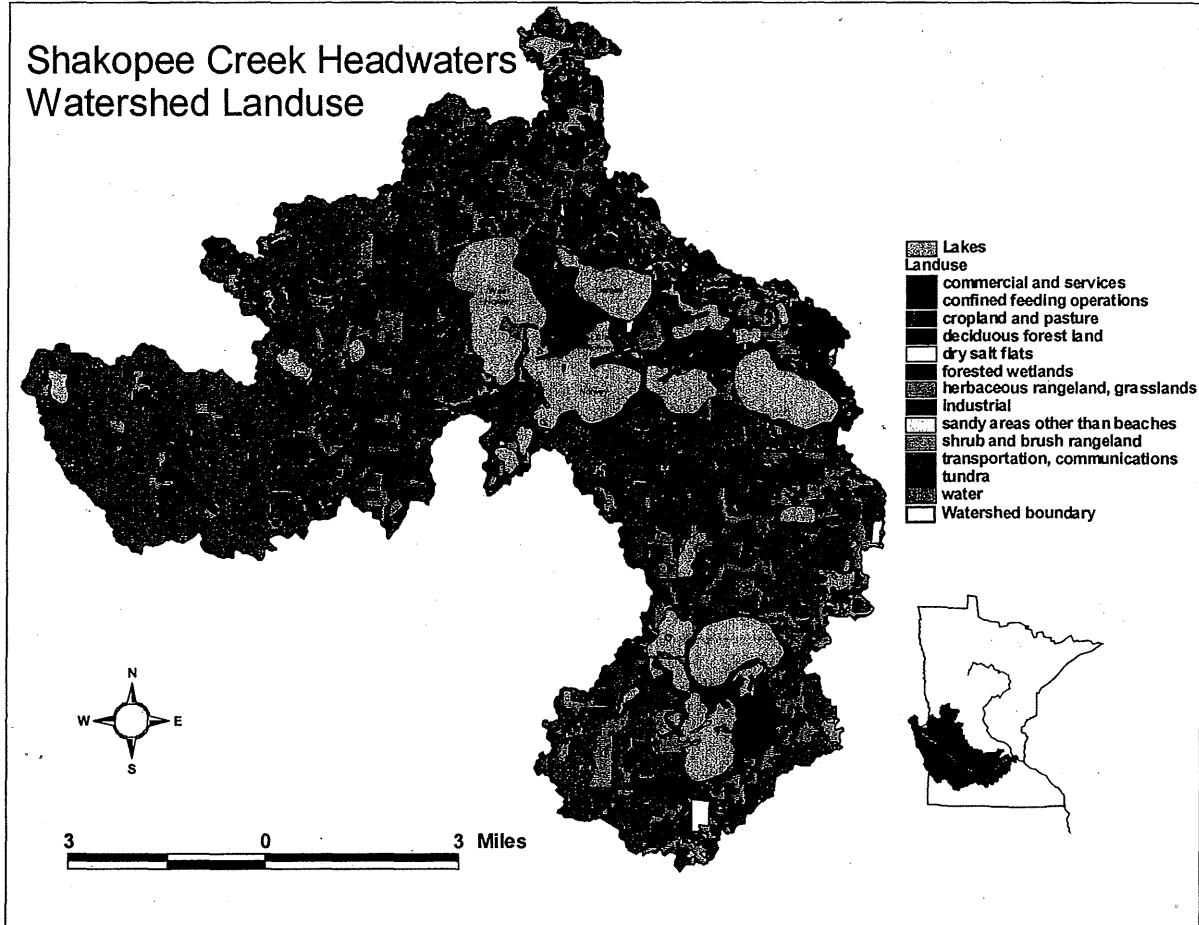 Shakopee Creek Headwaters
Watershed Landuse
Lakes
Landuse
commercial and services
confined feeding operations
cropland and pasture
deciduous forest land
dry salt flats
forested wetlands
herbaceous rangeland, grasslands
industrial
sandy areas other than beaches
shrub and brush rangeland
transportation, communications
tundra
water
Watershed boundary
N
W E
S
3 0 3 Miles